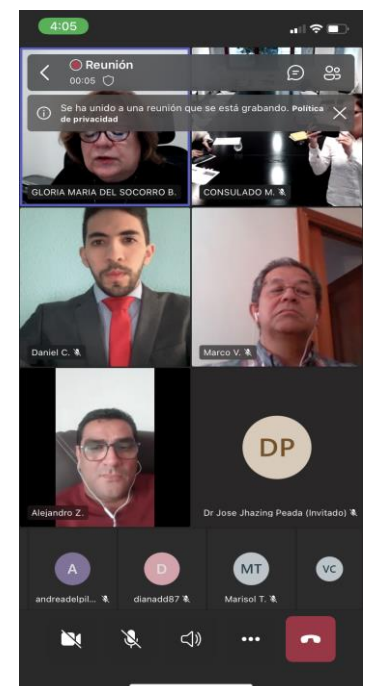 4:05
Reunión
00:05
Se ha unido a una reunión que se está grabando. Política
de privacidad
GLORIA MARIA DEL SOCORRO B.
CONSULADO M.
Daniel C.
Marco V.
Alejandro Z.
DP
Dr Jose Jhazing Peada (Invitado)
A
D
MT
VC
andreadelpil...
dianadd87
Marisol T.